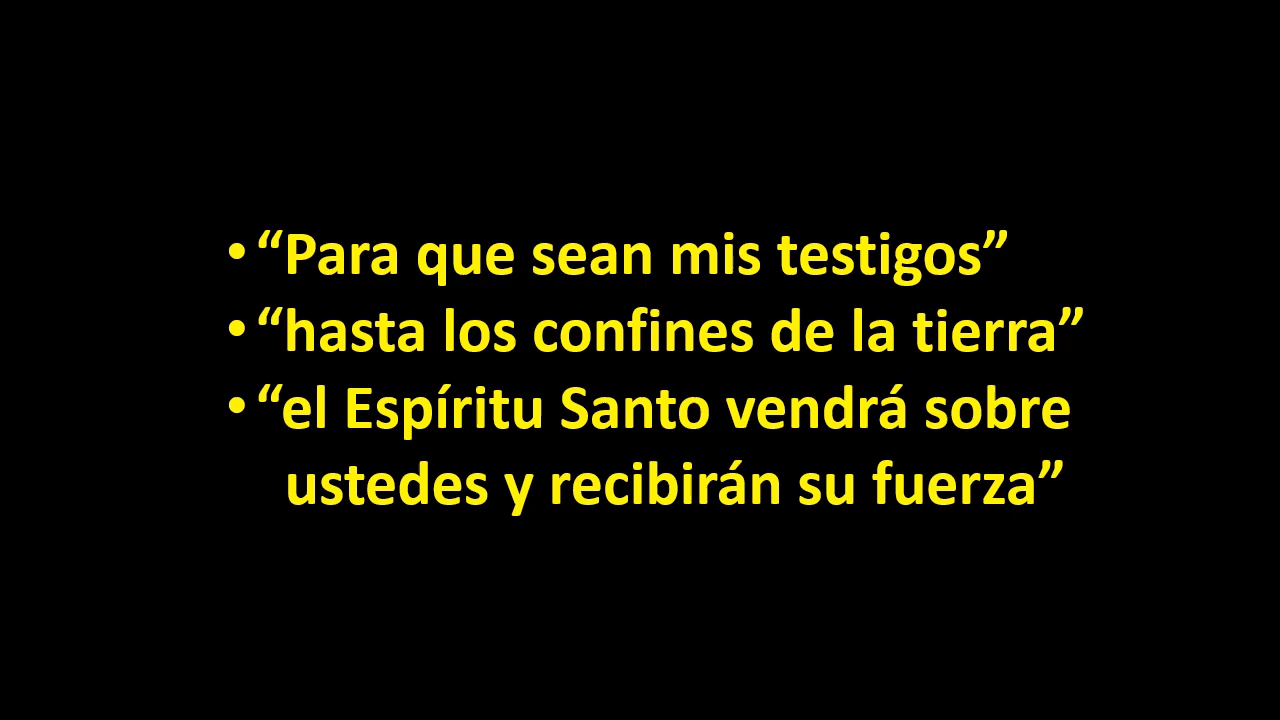 • “Para que sean mis testigos”
• “hasta los confines de la tierra”
• “el Espíritu Santo vendrá sobre
ustedes y recibirán su fuerza”